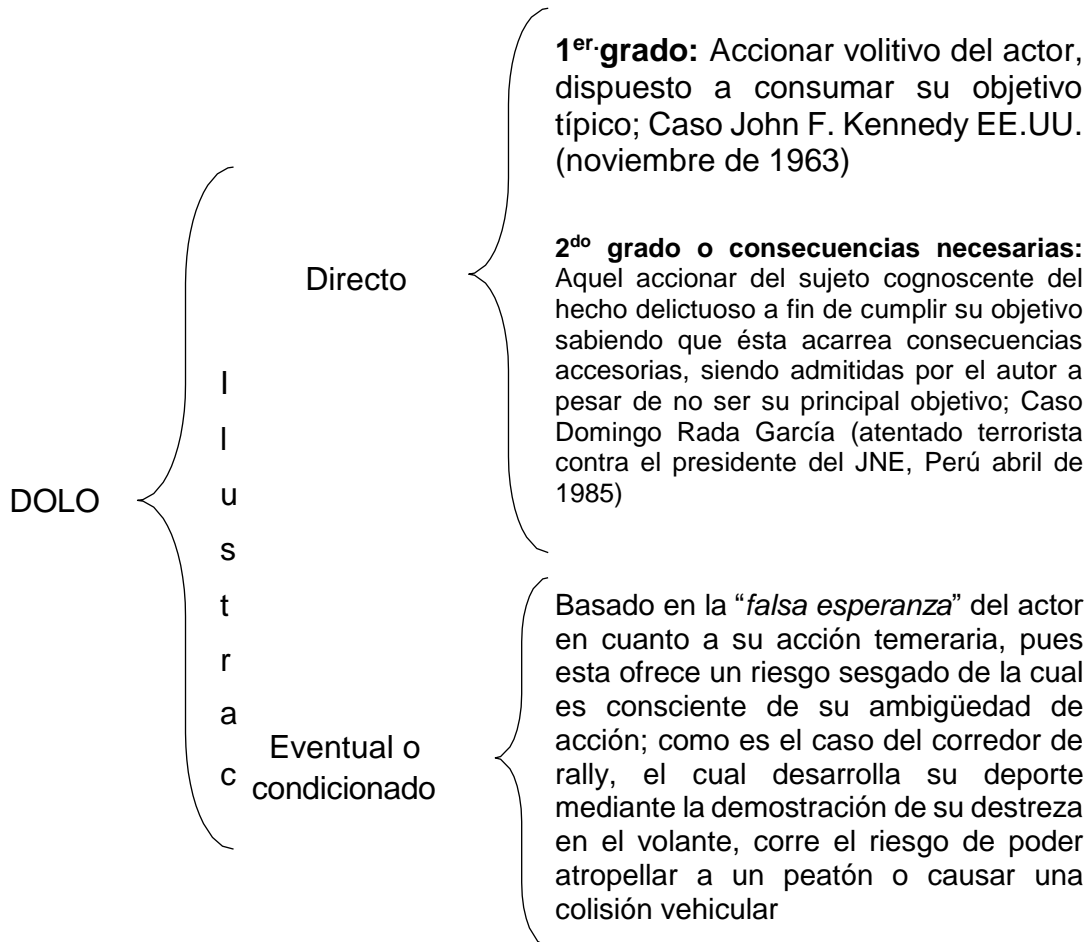 DOLO
I
l
u
s
t
r
a
c
Directo
1er. grado: Accionar volitivo del actor,
dispuesto a consumar su objetivo
típico; Caso John F. Kennedy EE.UU.
(noviembre de 1963)
2do grado o consecuencias necesarias:
Aquel accionar del sujeto cognoscente del
hecho delictuoso a fin de cumplir su objetivo
sabiendo que ésta acarrea consecuencias
accesorias, siendo admitidas por el autor a
pesar de no ser su principal objetivo; Caso
Domingo Rada García (atentado terrorista
contra el presidente del JNE, Perú abril de
1985)
Eventual o
condicionado
Basado en la “falsa esperanza” del actor
en cuanto a su acción temeraria, pues
esta ofrece un riesgo sesgado de la cual
es consciente de su ambigüedad de
acción; como es el caso del corredor de
rally, el cual desarrolla su deporte
mediante la demostración de su destreza
en el volante, corre el riesgo de poder
atropellar a un peatón o causar una
colisión vehicular